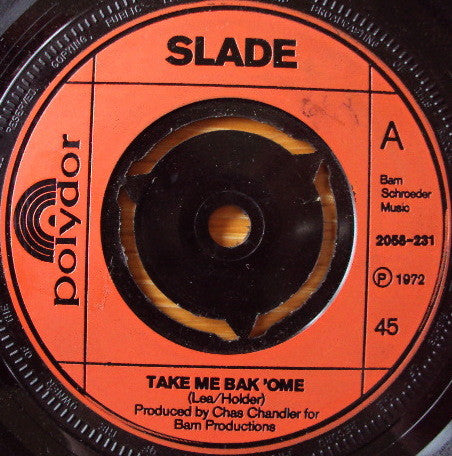 SLADE
polydor
A
Bam
Schroeder
Music
2058-231
Ⓟ 1972
45
TAKE ME BAK 'OME
(Lea/Holder)
Produced by Chas Chandler for
Barn Productions